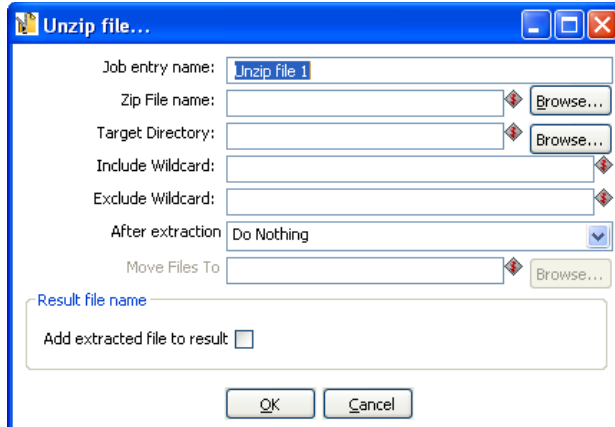 Unzip file...
Job entry name: Unzip file 1
Zip File name: Browse...
Target Directory: Browse...
Include Wildcard:
Exclude Wildcard:
After extraction Do Nothing
Move Files To Browse...
Result file name
Add extracted file to result
OK Cancel